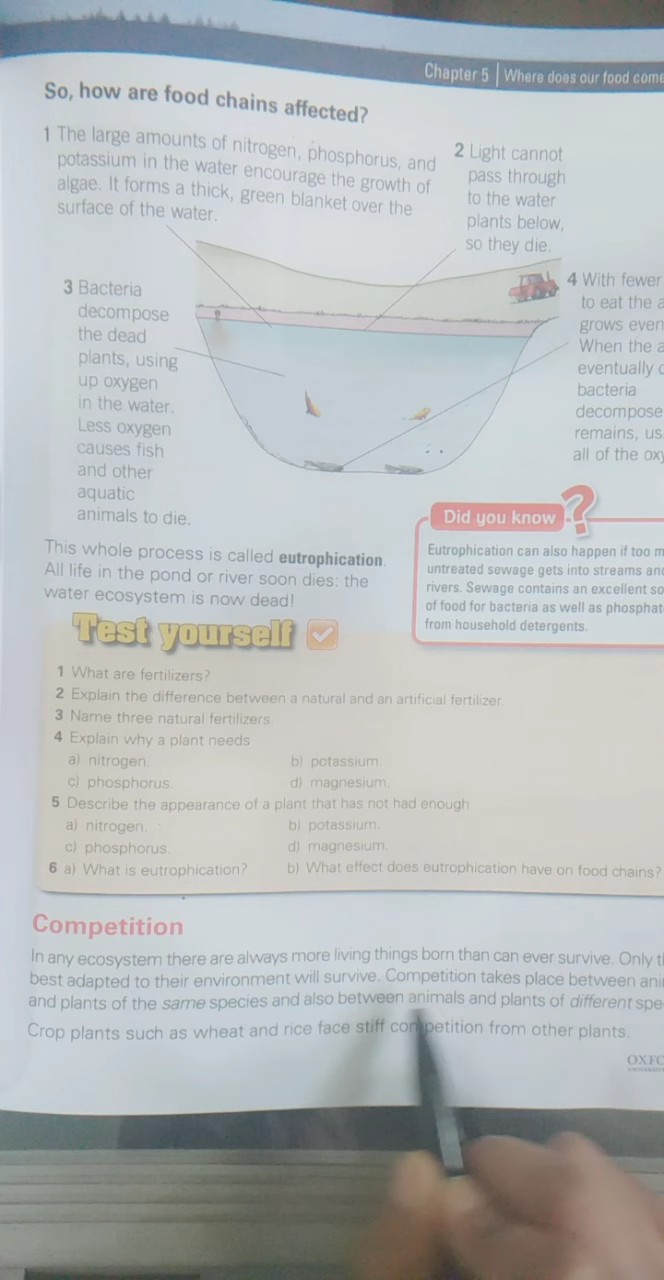 Chapter 5 | Where does our food come
So, how are food chains affected?
1 The large amounts of nitrogen, phosphorus, and
potassium in the water encourage the growth of
algae. It forms a thick, green blanket over the
surface of the water.
2 Light cannot
pass through
to the water
plants below,
so they die.
3 Bacteria
decompose
the dead
plants, using
up oxygen
in the water.
Less oxygen
causes fish
and other
aquatic
animals to die.
4 With fewer
to eat the a
grows even
When the a
eventually
bacteria
decompose
remains, us
all of the oxy
This whole process is called eutrophication.
All life in the pond or river soon dies: the
water ecosystem is now dead!
Did you know ?
Eutrophication can also happen if too m
untreated sewage gets into streams and
rivers. Sewage contains an excellent so
of food for bacteria as well as phosphat
from household detergents.
Test yourself
1 What are fertilizers?
2 Explain the difference between a natural and an artificial fertilizer.
3 Name three natural fertilizers.
4 Explain why a plant needs
a) nitrogen. b) potassium.
c) phosphorus. d) magnesium.
5 Describe the appearance of a plant that has not had enough
a) nitrogen. b) potassium.
c) phosphorus. d) magnesium.
6 a) What is eutrophication? b) What effect does eutrophication have on food chains?
Competition
In any ecosystem there are always more living things born than can ever survive. Only t
best adapted to their environment will survive. Competition takes place between ani
and plants of the same species and also between animals and plants of different spe
Crop plants such as wheat and rice face stiff competition from other plants.
OXFO